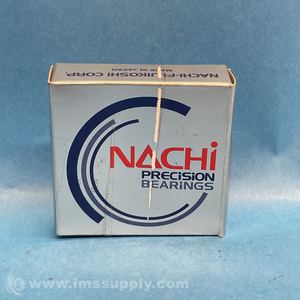 NACHI-FUJIKOSHI CORP.
MADE IN JAPAN
NACHi
PRECISION
BEARINGS
© www.imssupply.com